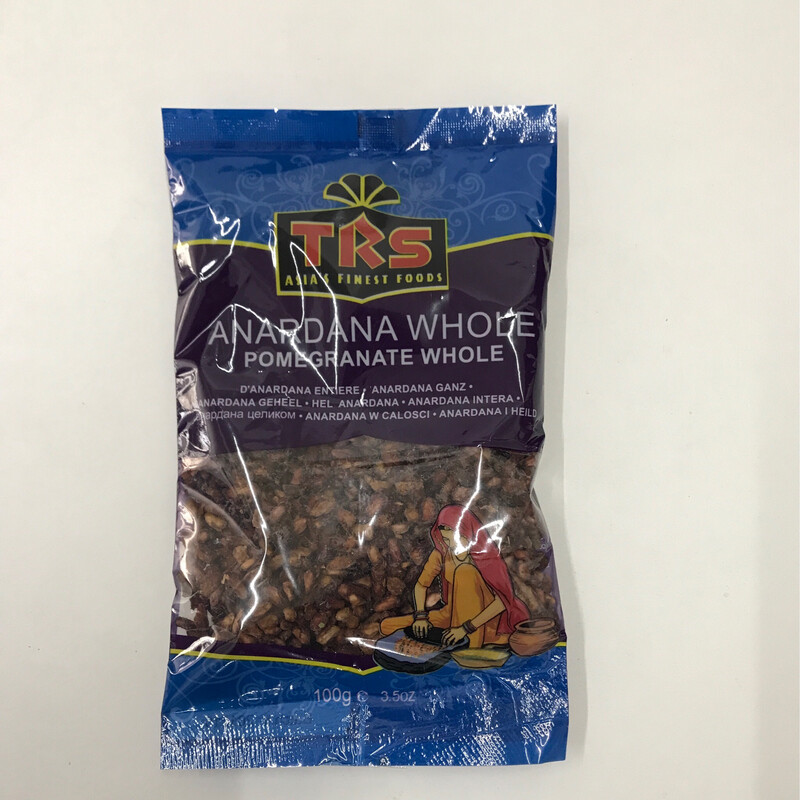 TRS
ASIA'S FINEST FOODS
ANARDANA WHOLE
POMEGRANATE WHOLE
D'ANARDANA ENTIERE • ANARDANA GANZ •
ANARDANA GEHEEL • HEL ANARDANA • ANARDANA INTERA •
целиком • ANARDANA W CALOSCI • ANARDANA I HEILD
100g e 3.5oz